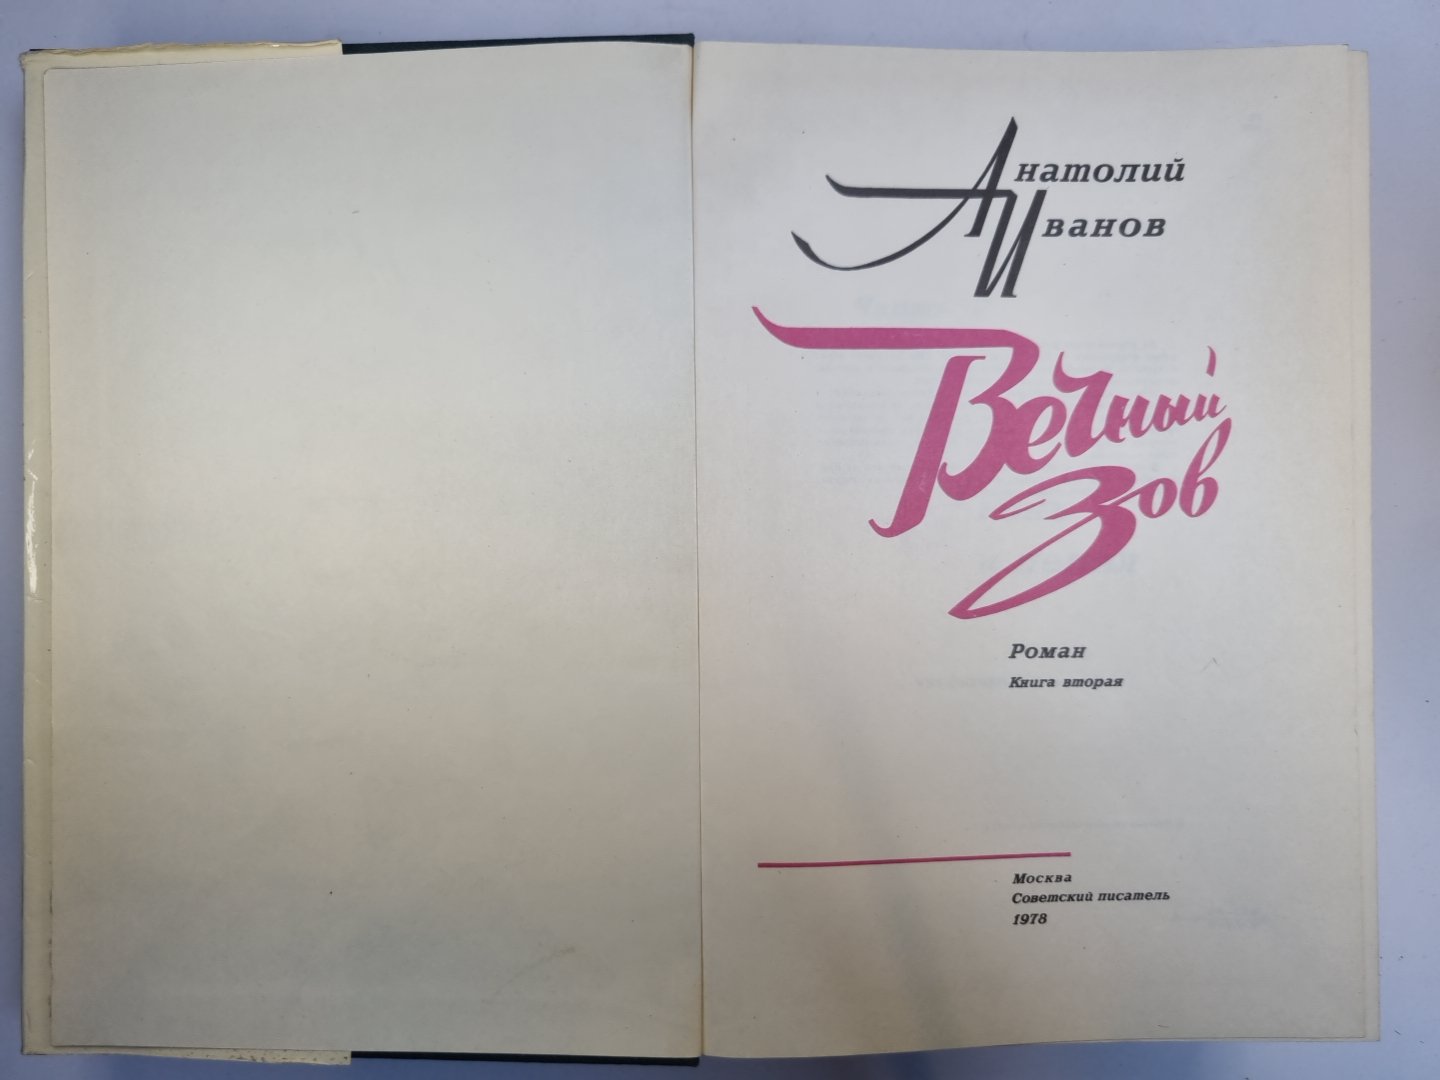 Анатолий
Иванов
Вечный
Зов
Роман
Книга вторая
Москва
Советский писатель
1978